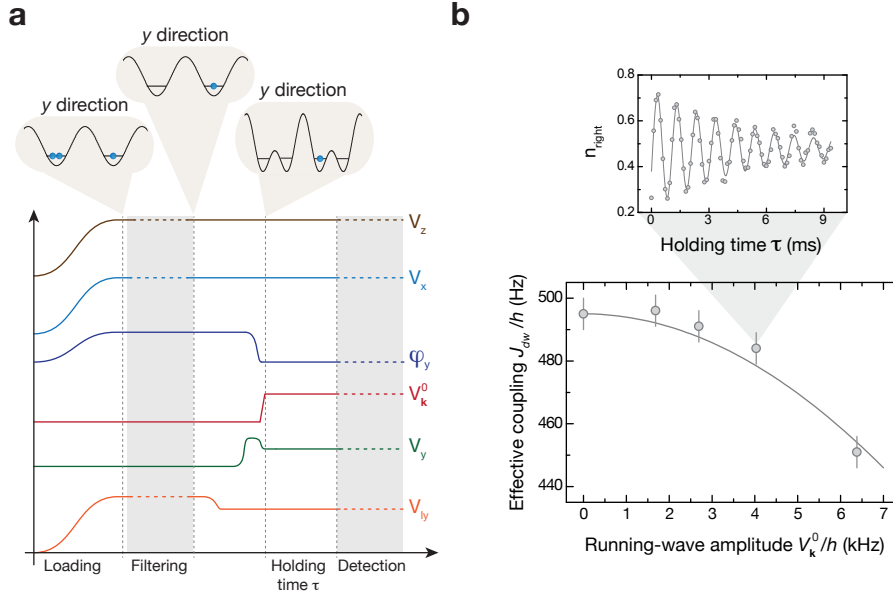 a
y direction
y direction
y direction
V_z
V_x
φ_y
V_k^0
V_y
V_ly
Loading
Filtering
Holding
time τ
Detection
b
n_right
0.8
0.6
0.4
0.2
0 3 6 9
Holding time τ (ms)
Effective coupling J_dw/h (Hz)
500
480
460
440
0 1 2 3 4 5 6 7
Running-wave amplitude V_k^0/h (kHz)